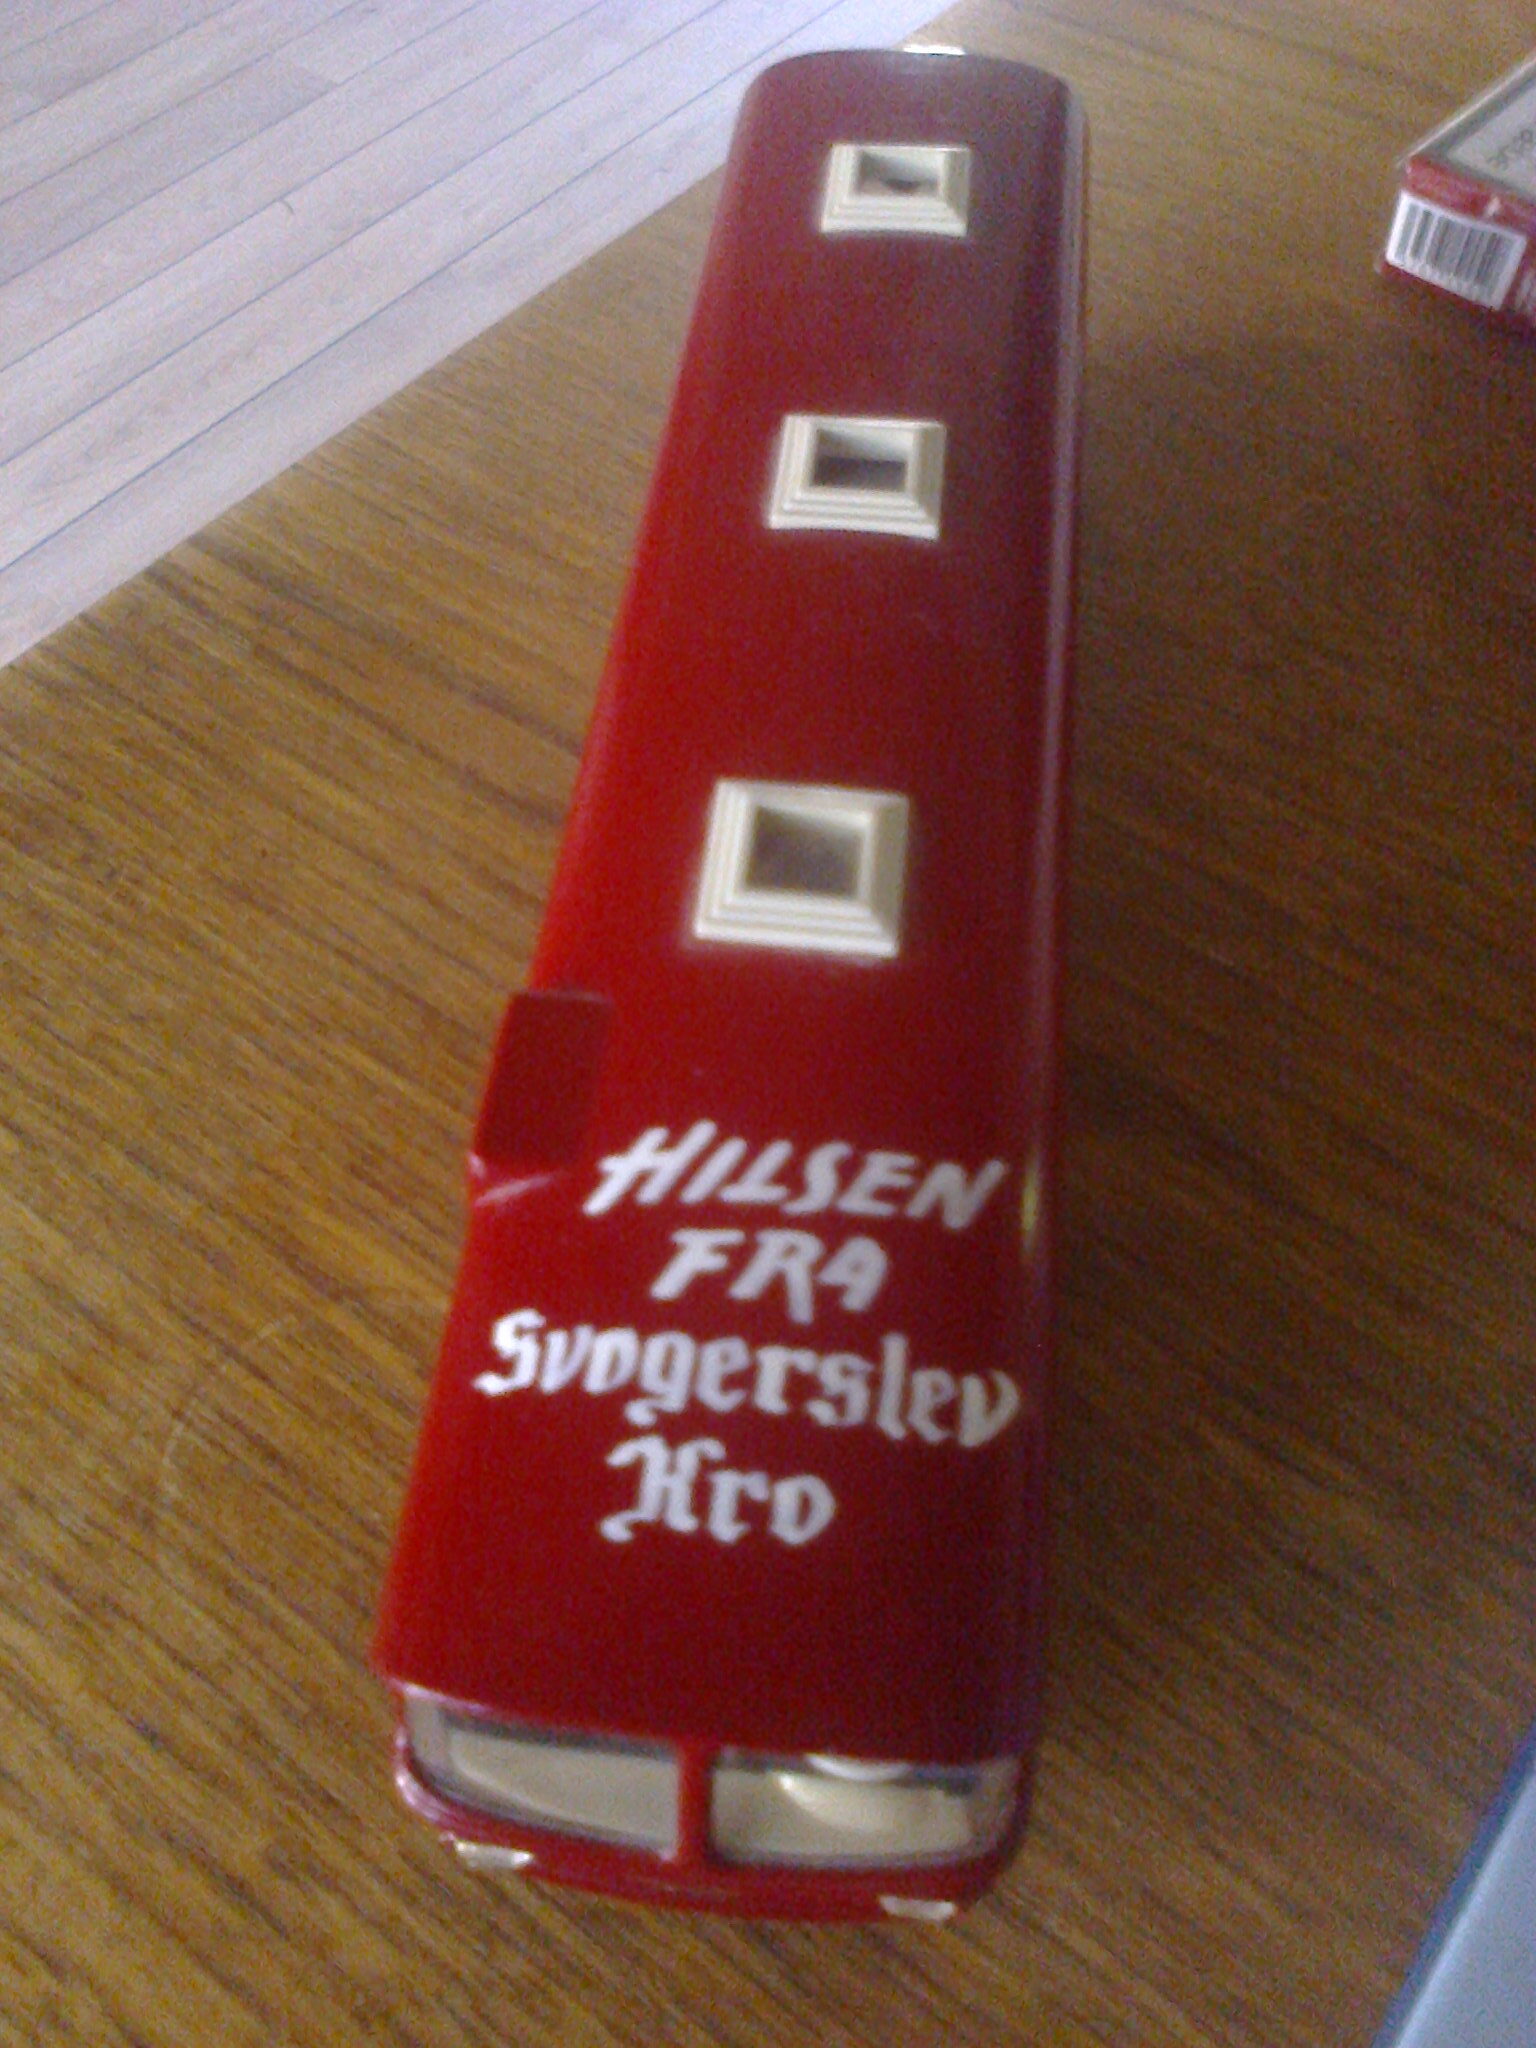 HILSEN
FRA
Svogerslev
Kro